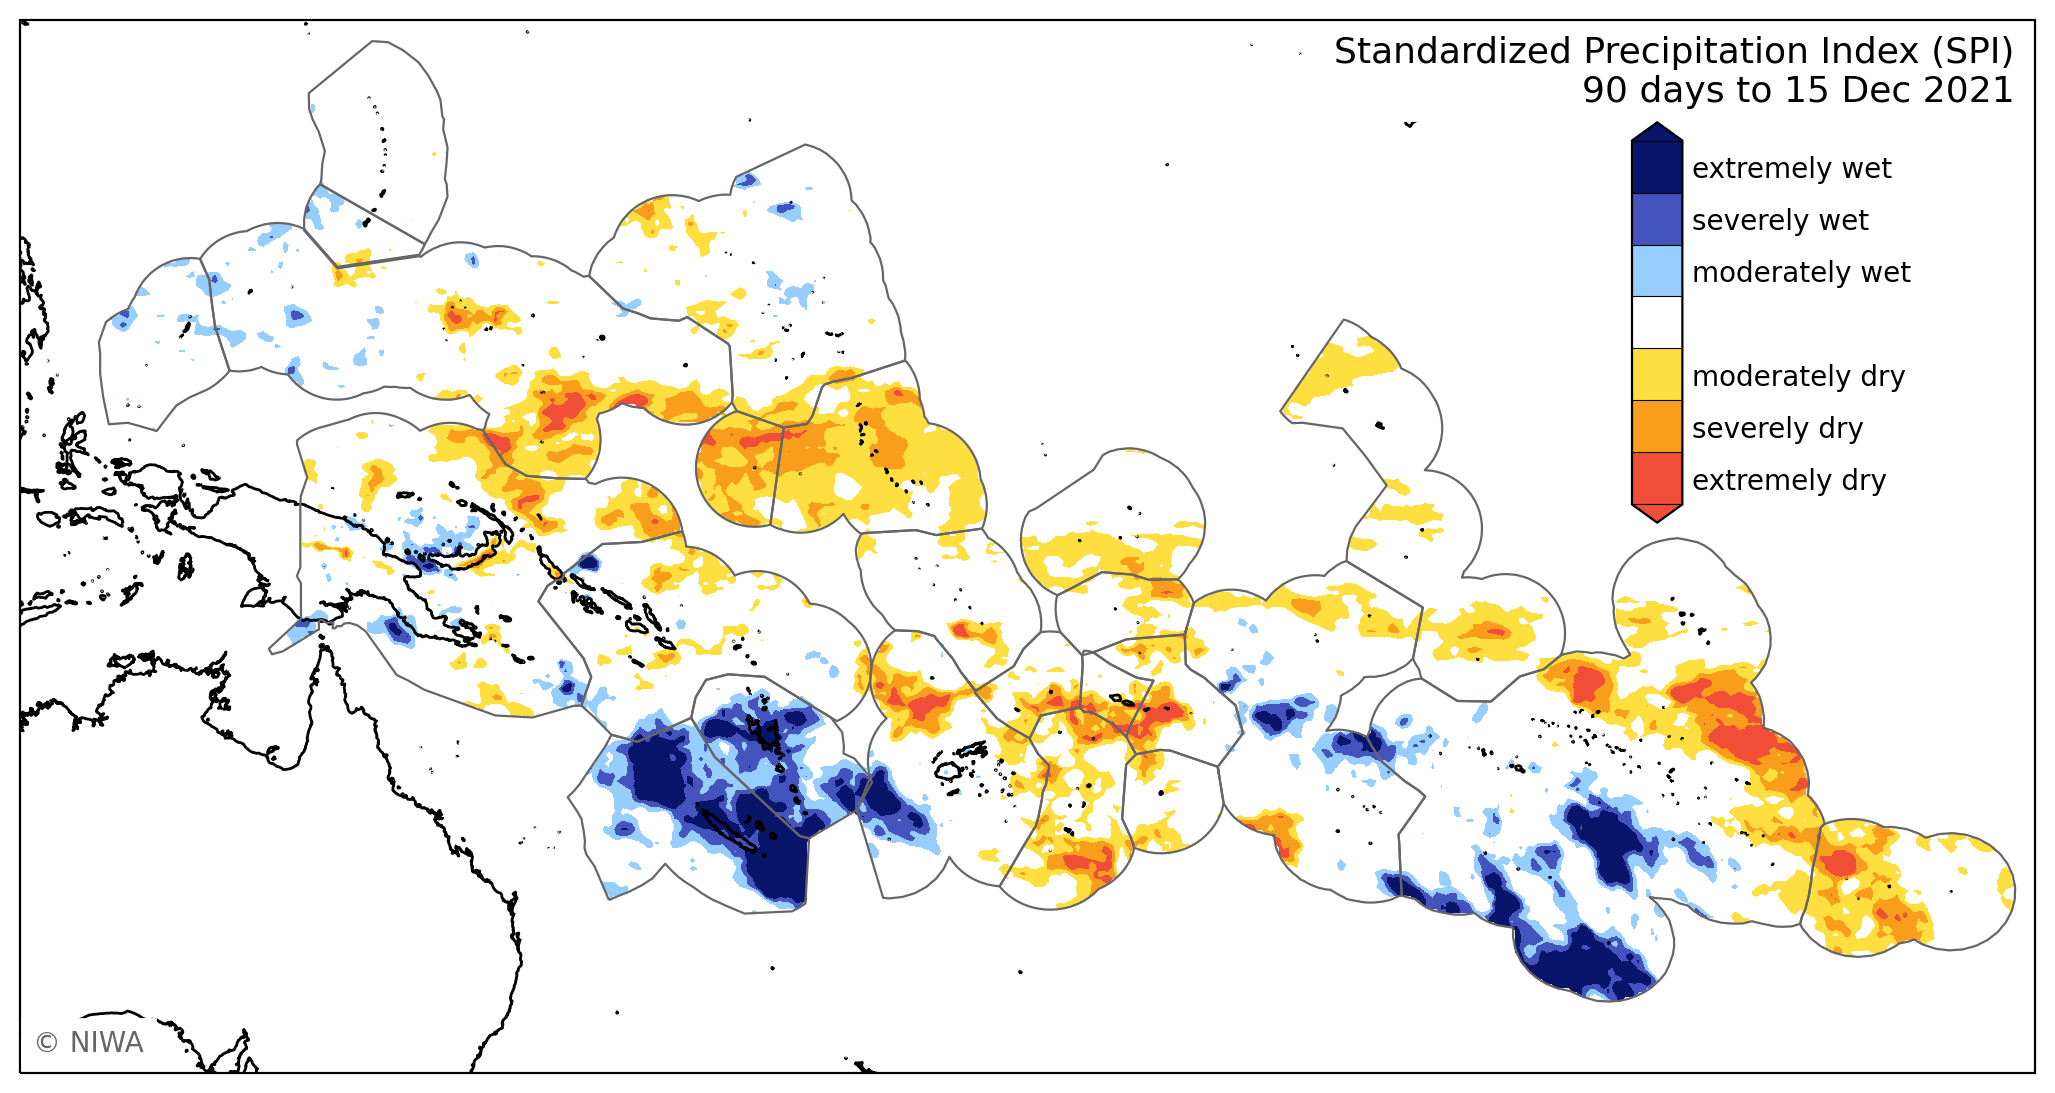 Standardized Precipitation Index (SPI)
90 days to 15 Dec 2021
extremely wet
severely wet
moderately wet
moderately dry
severely dry
extremely dry
© NIWA